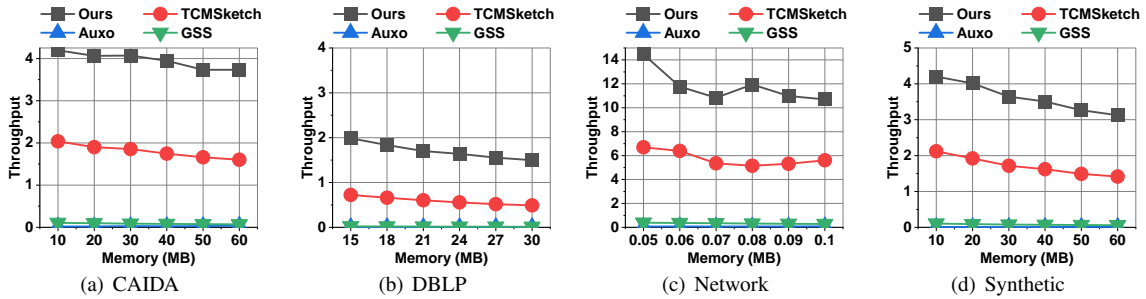 Ours TCMSketch
Auxo GSS
Throughput
4
3
2
1
0
10 20 30 40 50 60
Memory (MB)
(a) CAIDA
Ours TCMSketch
Auxo GSS
Throughput
4
3
2
1
0
15 18 21 24 27 30
Memory (MB)
(b) DBLP
Ours TCMSketch
Auxo GSS
Throughput
14
12
10
8
6
4
2
0
0.05 0.06 0.07 0.08 0.09 0.1
Memory (MB)
(c) Network
Ours TCMSketch
Auxo GSS
Throughput
5
4
3
2
1
0
10 20 30 40 50 60
Memory (MB)
(d) Synthetic